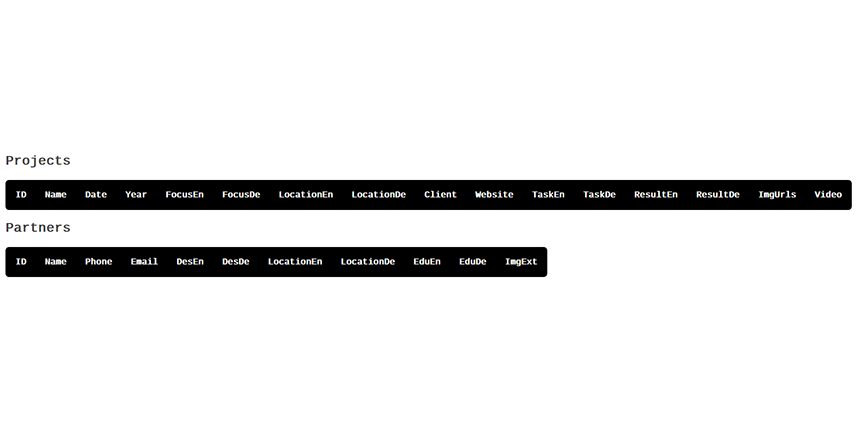 Projects
ID Name Date Year FocusEn FocusDe LocationEn LocationDe Client Website TaskEn TaskDe ResultEn ResultDe ImgUrls Video
Partners
ID Name Phone Email DesEn DesDe LocationEn LocationDe EduEn EduDe ImgExt